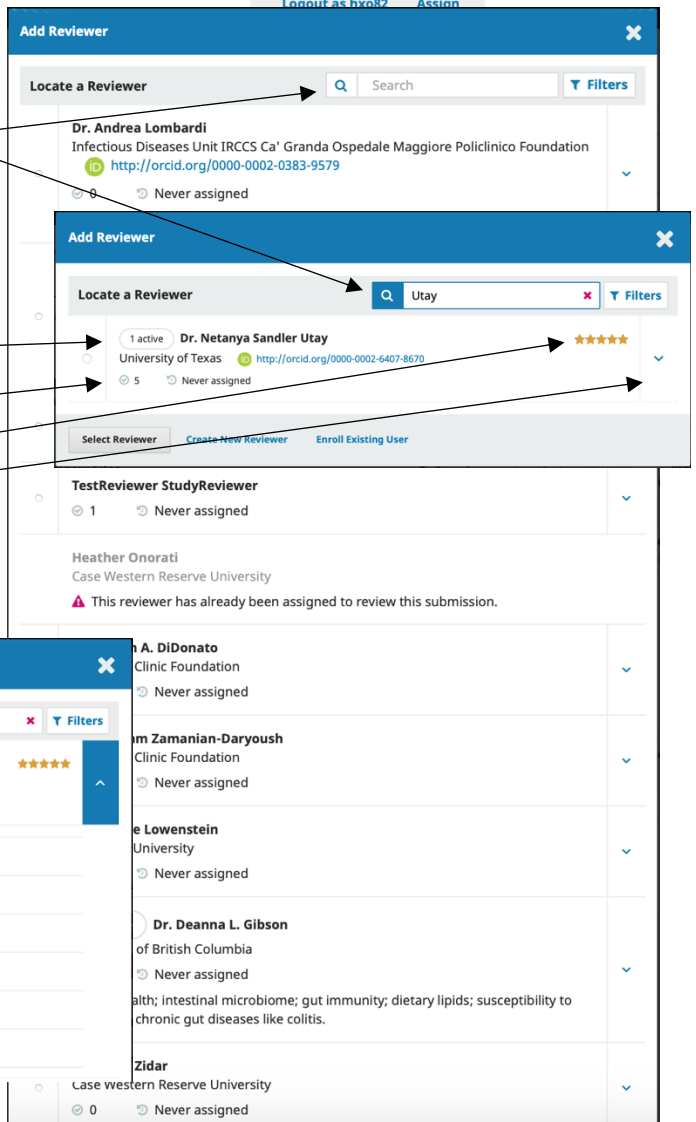 Logout as hxo82 Assign
Add Reviewer
Locate a Reviewer Search Filters
Dr. Andrea Lombardi
Infectious Diseases Unit IRCCS Ca' Granda Ospedale Maggiore Policlinico Foundation
iD http://orcid.org/0000-0002-0383-9579
0 Never assigned
Add Reviewer
Locate a Reviewer Utay Filters
1 active Dr. Netanya Sandler Utay
University of Texas iD http://orcid.org/0000-0002-6407-8670
5 Never assigned
Select Reviewer Create New Reviewer Enroll Existing User
TestReviewer StudyReviewer
1 Never assigned
Heather Onorati
Case Western Reserve University
This reviewer has already been assigned to review this submission.
A. DiDonato
Clinic Foundation
Never assigned
Filters
Zamanian-Daryoush
Clinic Foundation
Never assigned
Lowenstein
University
Never assigned
Dr. Deanna L. Gibson
of British Columbia
Never assigned
intestinal microbiome; gut immunity; dietary lipids; susceptibility to
chronic gut diseases like colitis.
Zidar
Case Western Reserve University
0 Never assigned